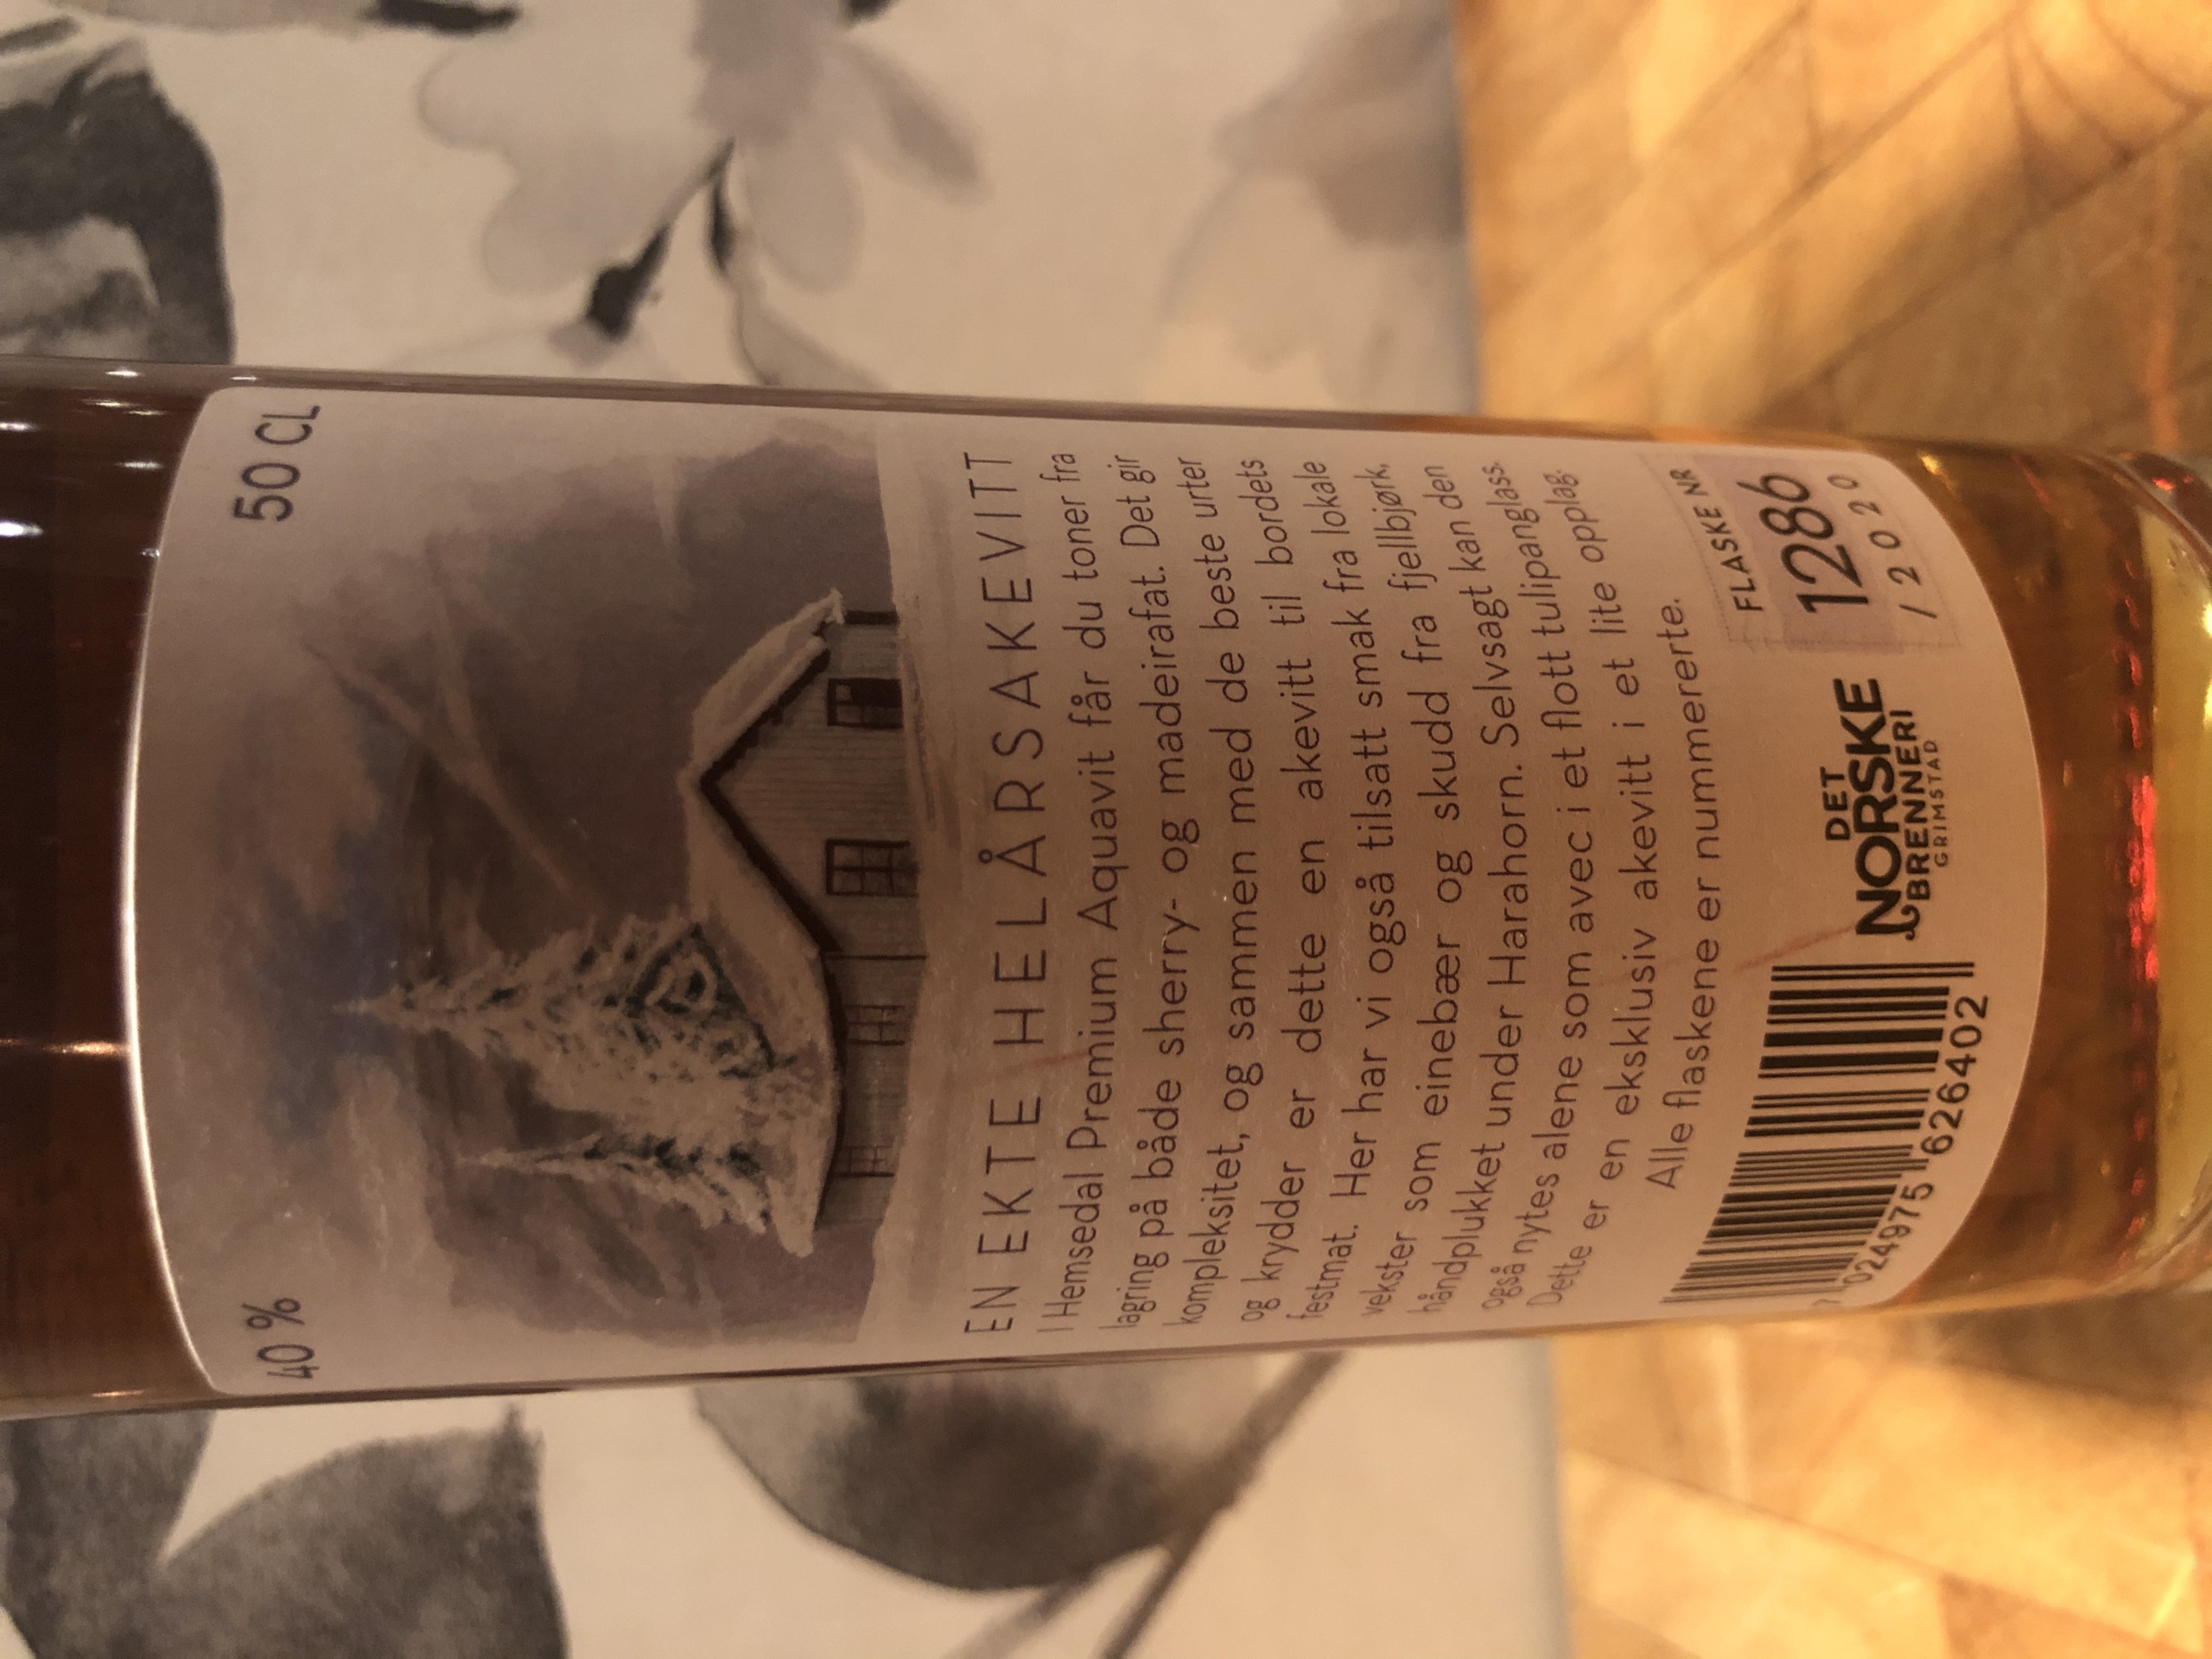 40 % 50 CL
EN EKTE HELÅRSAKEVITT
I Hemsedal Premium Aquavit får du toner fra
lagring på både sherry- og madeirafat. Det gir
kompleksitet, og sammen med de beste urter
og krydder er dette en akevitt til bordets
festmat. Her har vi også tilsatt smak fra lokale
vekster som einebær og skudd fra fjellbjørk,
håndplukket under Harahorn. Selvsagt kan den
også nytes alene som avec i et flott tulipanglass.
Dette er en eksklusiv akevitt i et lite opplag.
Alle flaskene er nummererte.
7 024975 626402
DET
NORSKE
BRENNERI
GRIMSTAD
FLASKE NR
1286
/ 2020